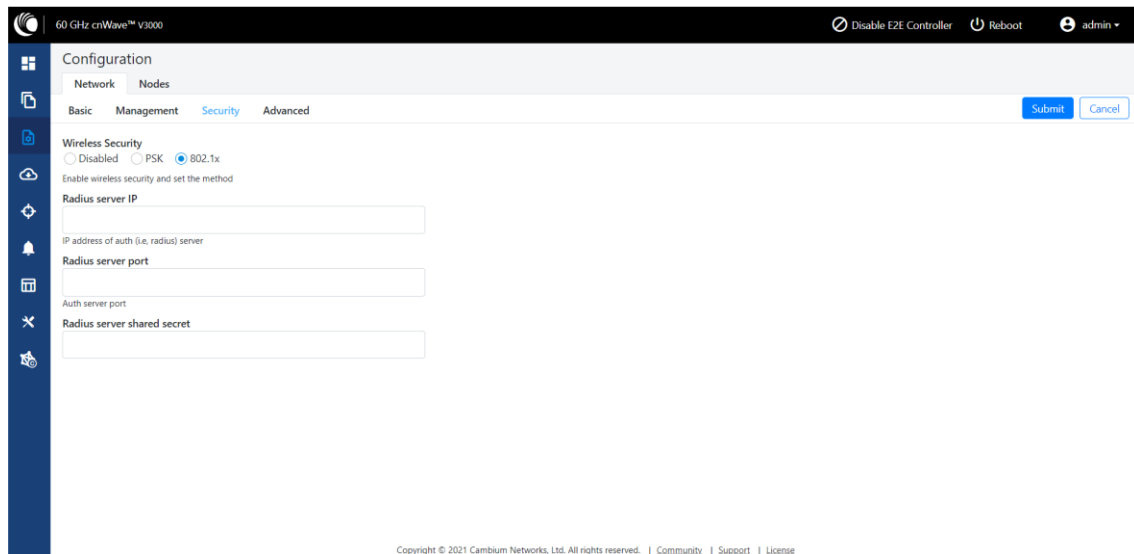 60 GHz cnWave™ V3000 Disable E2E Controller Reboot admin
Configuration
Network Nodes
Basic Management Security Advanced Submit Cancel
Wireless Security
Disabled PSK 802.1x
Enable wireless security and set the method
Radius server IP
IP address of auth (i.e, radius) server
Radius server port
Auth server port
Radius server shared secret
Copyright © 2021 Cambium Networks, Ltd. All rights reserved. | Community | Support | License